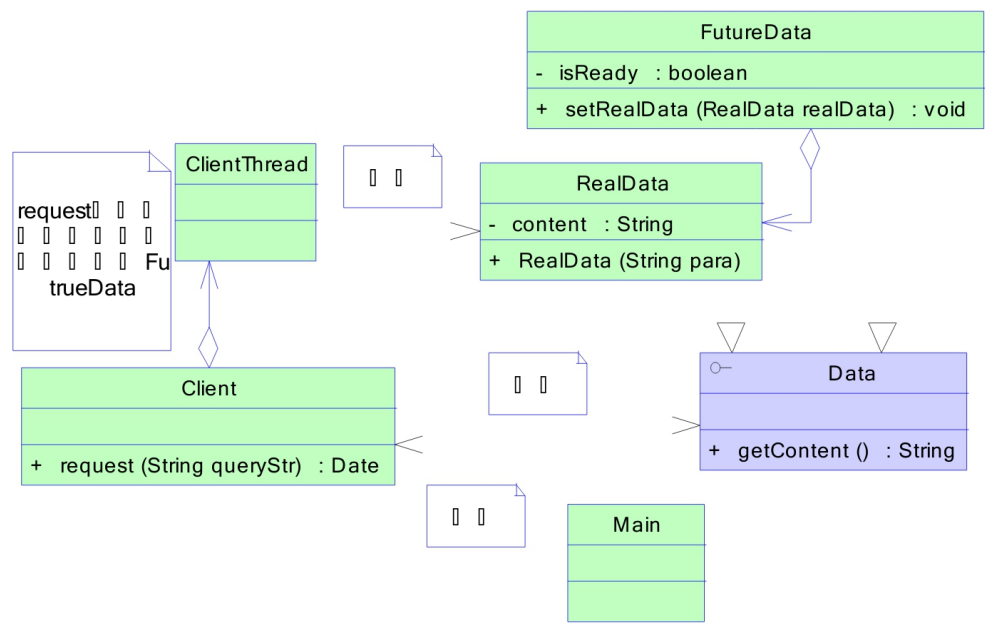 FutureData
- isReady : boolean
+ setRealData (RealData realData) : void
ClientThread
RealData
- content : String
+ RealData (String para)
request
Fu
trueData
Client
+ request (String queryStr) : Date
Data
+ getContent () : String
Main